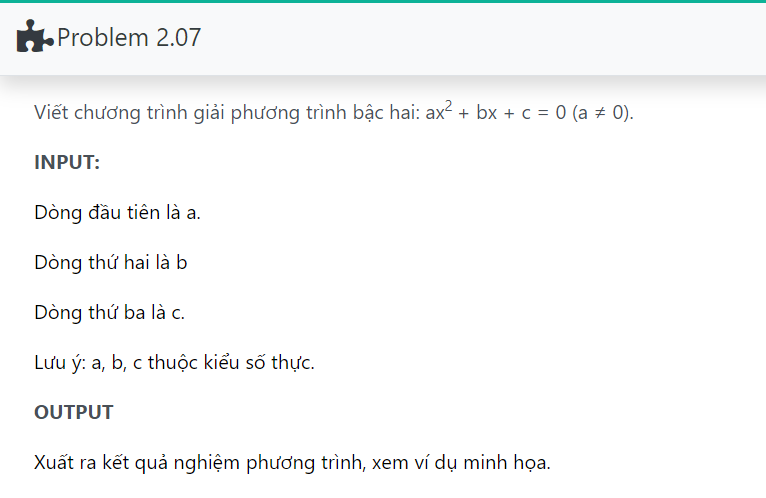 Problem 2.07
Viết chương trình giải phương trình bậc hai: ax² + bx + c = 0 (a ≠ 0).
INPUT:
Dòng đầu tiên là a.
Dòng thứ hai là b
Dòng thứ ba là c.
Lưu ý: a, b, c thuộc kiểu số thực.
OUTPUT
Xuất ra kết quả nghiệm phương trình, xem ví dụ minh họa.